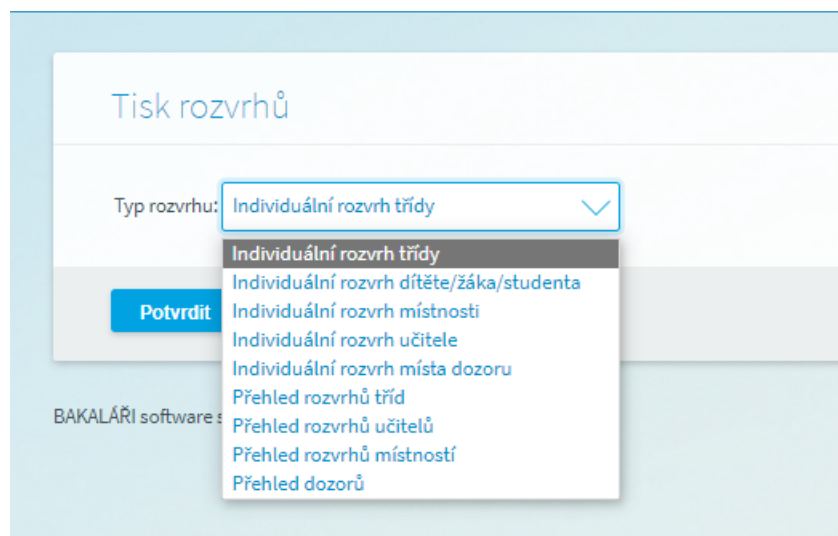 Tisk rozvrhů
Typ rozvrhu: Individuální rozvrh třídy
Individuální rozvrh třídy
Individuální rozvrh dítěte/žáka/studenta
Potvrdit
Individuální rozvrh místnosti
Individuální rozvrh učitele
Individuální rozvrh místa dozoru
Přehled rozvrhů tříd
BAKALÁŘI software
Přehled rozvrhů učitelů
Přehled rozvrhů místností
Přehled dozorů